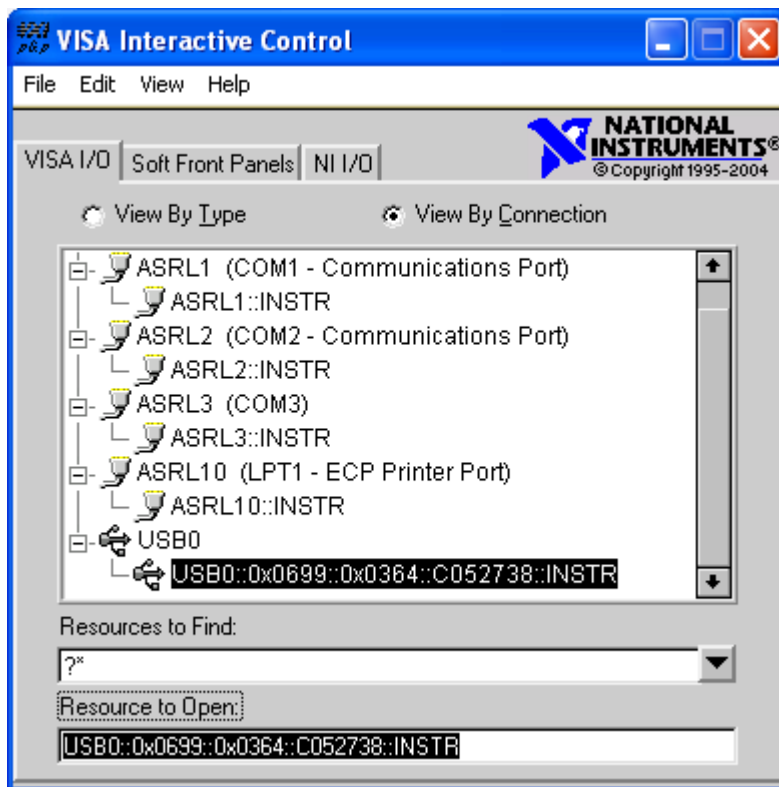 VISA Interactive Control
File Edit View Help
NATIONAL
INSTRUMENTS®
© Copyright 1995-2004
VISA I/O Soft Front Panels NI I/O
View By Type View By Connection
ASRL1 (COM1 - Communications Port)
ASRL1::INSTR
ASRL2 (COM2 - Communications Port)
ASRL2::INSTR
ASRL3 (COM3)
ASRL3::INSTR
ASRL10 (LPT1 - ECP Printer Port)
ASRL10::INSTR
USB0
USB0::0x0699::0x0364::C052738::INSTR
Resources to Find:
?*
Resource to Open:
USB0::0x0699::0x0364::C052738::INSTR